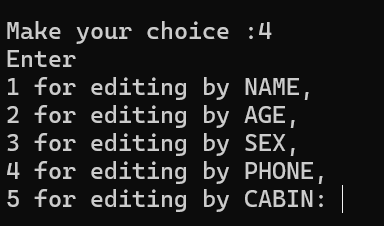 Make your choice :4
Enter
1 for editing by NAME,
2 for editing by AGE,
3 for editing by SEX,
4 for editing by PHONE,
5 for editing by CABIN: